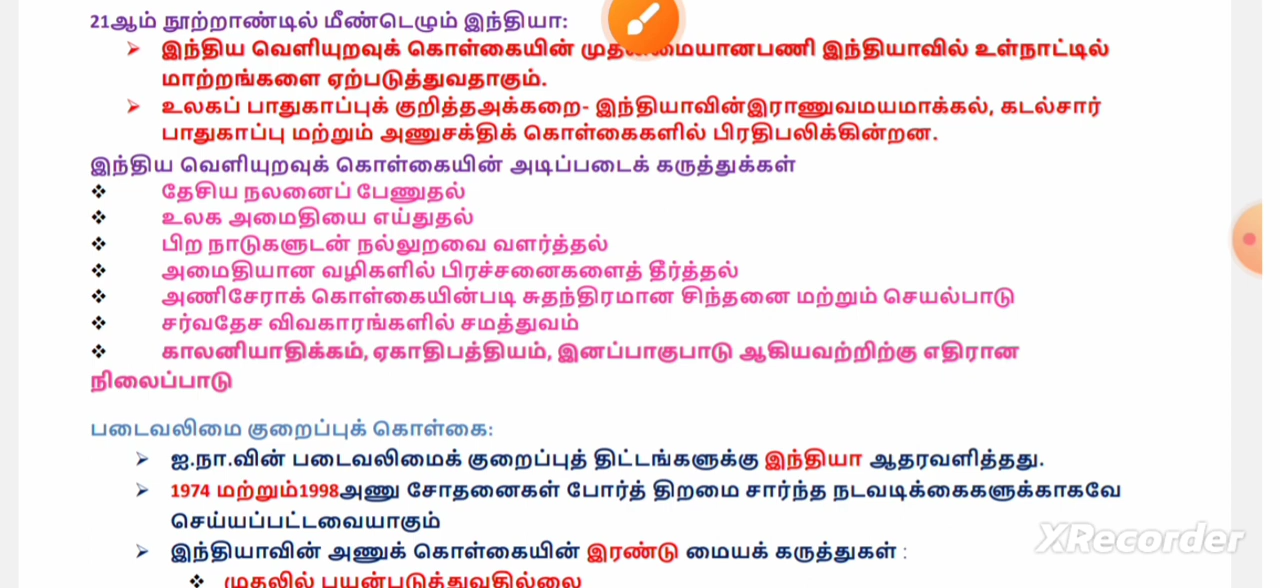 21ஆம் நூற்றாண்டில் மீண்டெழும் இந்தியா:
➢ இந்திய வெளியுறவுக் கொள்கையின் இந்தியாவில் உள்நாட்டில்
மாற்றங்களை ஏற்படுத்துவதாகும்.
➢ உலகப் பாதுகாப்புக் குறித்தஅக்கறை- இந்தியாவின்இராணுவமயமாக்கல், கடல்சார்
பாதுகாப்பு மற்றும் அணுசக்திக் கொள்கைகளில் பிரதிபலிக்கின்றன.
இந்திய வெளியுறவுக் கொள்கையின் அடிப்படைக் கருத்துக்கள்
❖ தேசிய நலனைப் பேணுதல்
❖ உலக அமைதியை எய்துதல்
❖ பிற நாடுகளுடன் நல்லுறவை வளர்த்தல்
❖ அமைதியான வழிகளில் பிரச்சனைகளைத் தீர்த்தல்
❖ அணிசேராக் கொள்கையின்படி சுதந்திரமான சிந்தனை மற்றும் செயல்பாடு
❖ சர்வதேச விவகாரங்களில் சமத்துவம்
❖ காலனியாதிக்கம், ஏகாதிபத்தியம், இனப்பாகுபாடு ஆகியவற்றிற்கு எதிரான
நிலைப்பாடு
படைவலிமை குறைப்புக் கொள்கை:
➢ ஐ.நா.வின் படைவலிமைக் குறைப்புத் திட்டங்களுக்கு இந்தியா ஆதரவளித்தது.
➢ 1974 மற்றும்1998அணு சோதனைகள் போர்த் திறமை சார்ந்த நடவடிக்கைகளுக்காகவே
செய்யப்பட்டவையாகும்
XRecorder
➢ இந்தியாவின் அணுக் கொள்கையின் இரண்டு மையக் கருத்துகள் :
❖ முதலில் பயன்படுத்துவதில்லை